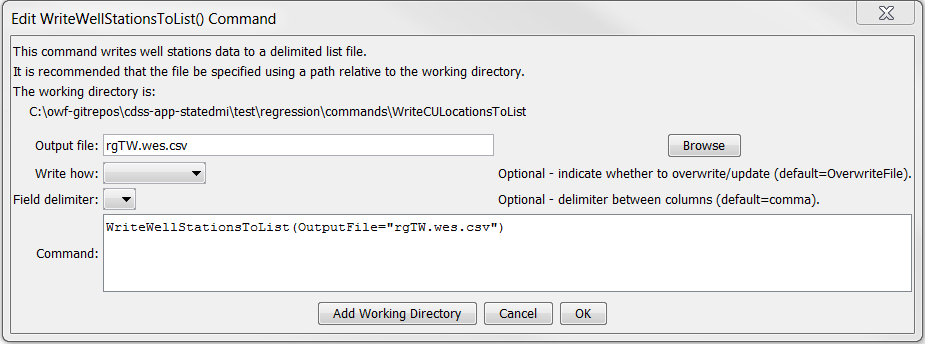 Edit WriteWellStationsToList() Command
This command writes well stations data to a delimited list file.
It is recommended that the file be specified using a path relative to the working directory.
The working directory is:
C:\owf-gitrepos\cdss-app-statedmi\test\regression\commands\WriteCULocationsToList
Output file: rgTW.wes.csv Browse
Write how: Optional - indicate whether to overwrite/update (default=OverwriteFile).
Field delimiter: Optional - delimiter between columns (default=comma).
Command: WriteWellStationsToList(OutputFile="rgTW.wes.csv")
Add Working Directory Cancel OK